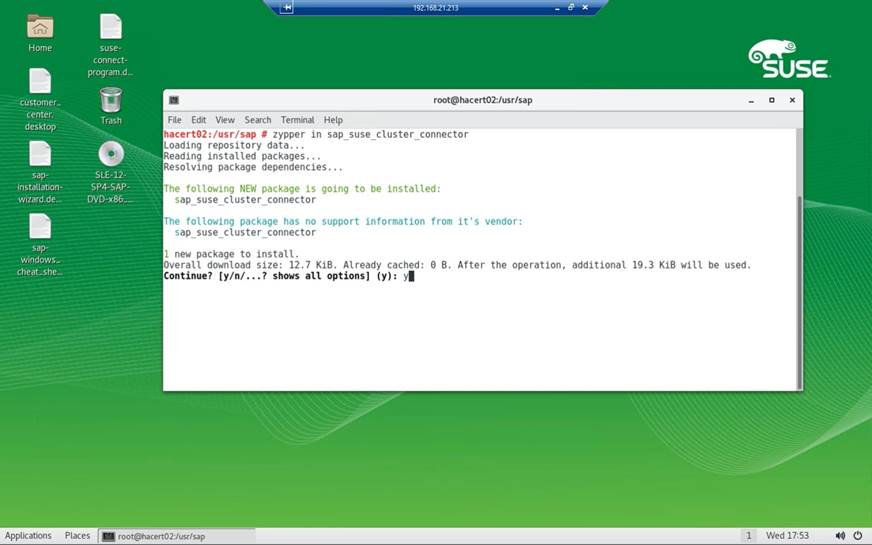 192.168.21.213
Home
suse-
connect-
program.d...
customer_
center.
desktop
Trash
sap-
installation-
wizard.de...
SLE-12-
SP4-SAP-
DVD-x86_...
sap-
windows_
cheat_she...
SUSE
root@hacert02:/usr/sap
File Edit View Search Terminal Help
hacert02:/usr/sap # zypper in sap_suse_cluster_connector
Loading repository data...
Reading installed packages...
Resolving package dependencies...
The following NEW package is going to be installed:
sap_suse_cluster_connector
The following package has no support information from it's vendor:
sap_suse_cluster_connector
1 new package to install.
Overall download size: 12.7 KiB. Already cached: 0 B. After the operation, additional 19.3 KiB will be used.
Continue? [y/n/...? shows all options] (y): y
Applications Places root@hacert02:/usr/sap 1 Wed 17:53